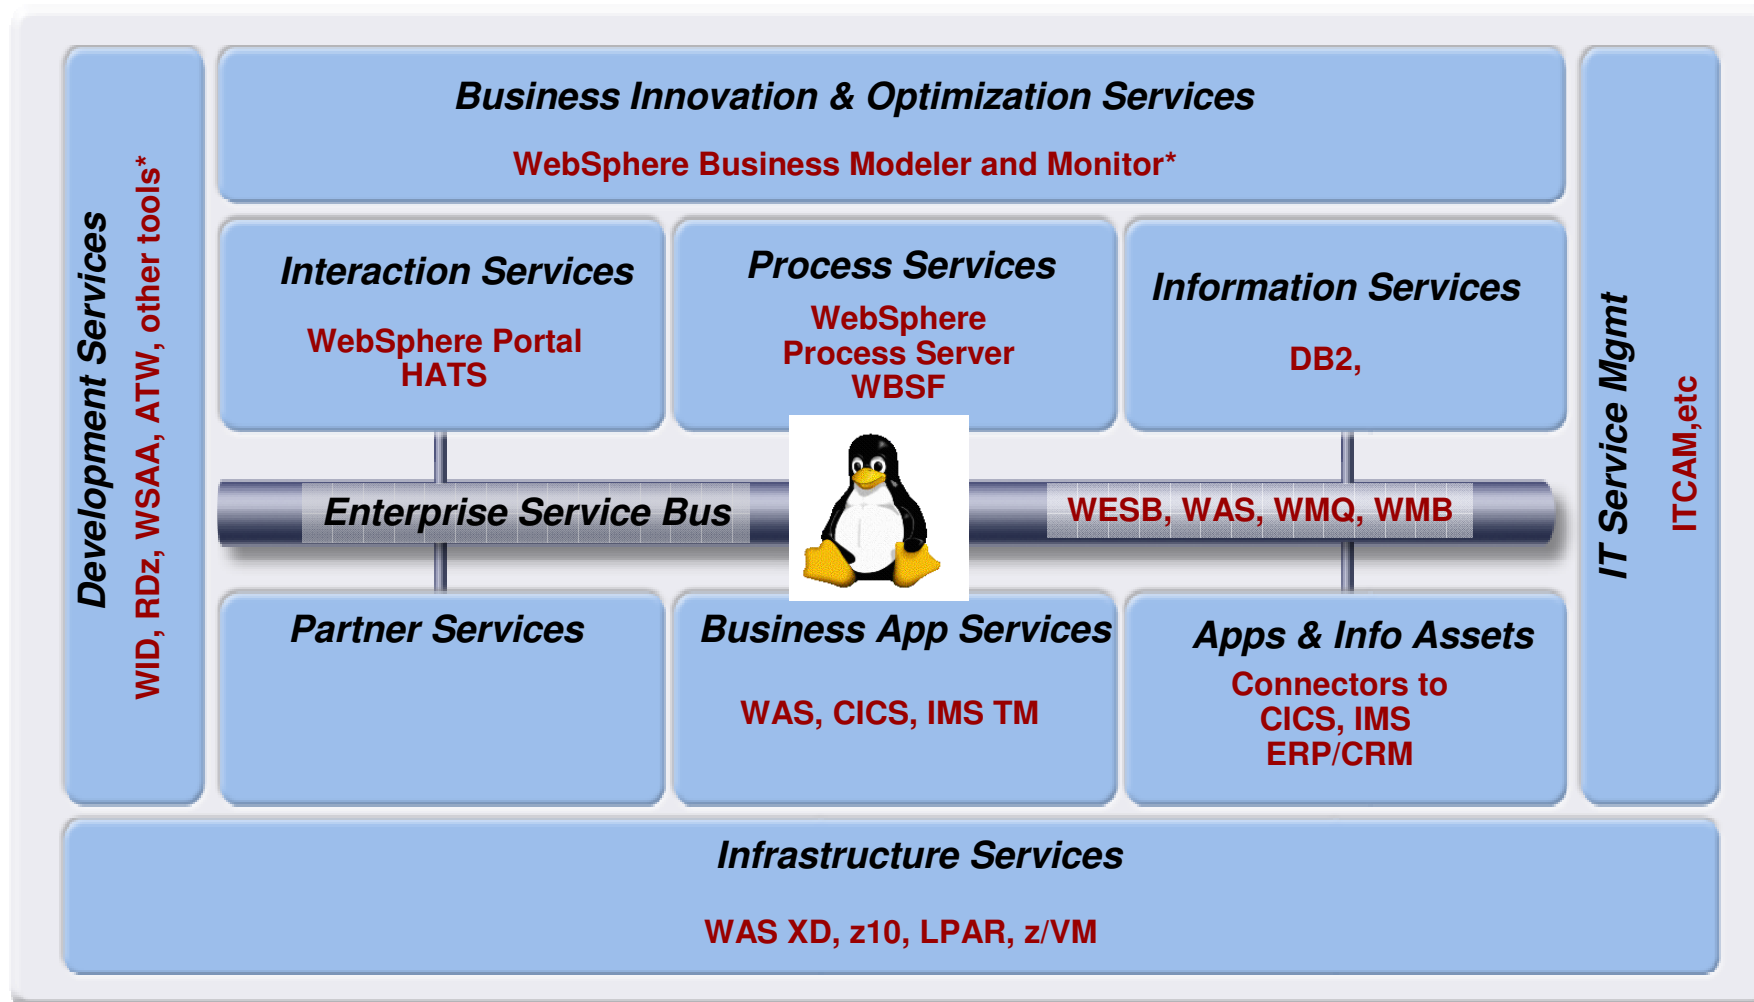 Business Innovation & Optimization Services
WebSphere Business Modeler and Monitor*
Development Services
WID, RDz, WSAA, ATW, other tools*
Interaction Services
WebSphere Portal
HATS
Process Services
WebSphere
Process Server
WBSF
Information Services
DB2,
IT Service Mgmt
ITCAM,etc
Enterprise Service Bus
WESB, WAS, WMQ, WMB
Partner Services
Business App Services
WAS, CICS, IMS TM
Apps & Info Assets
Connectors to
CICS, IMS
ERP/CRM
Infrastructure Services
WAS XD, z10, LPAR, z/VM